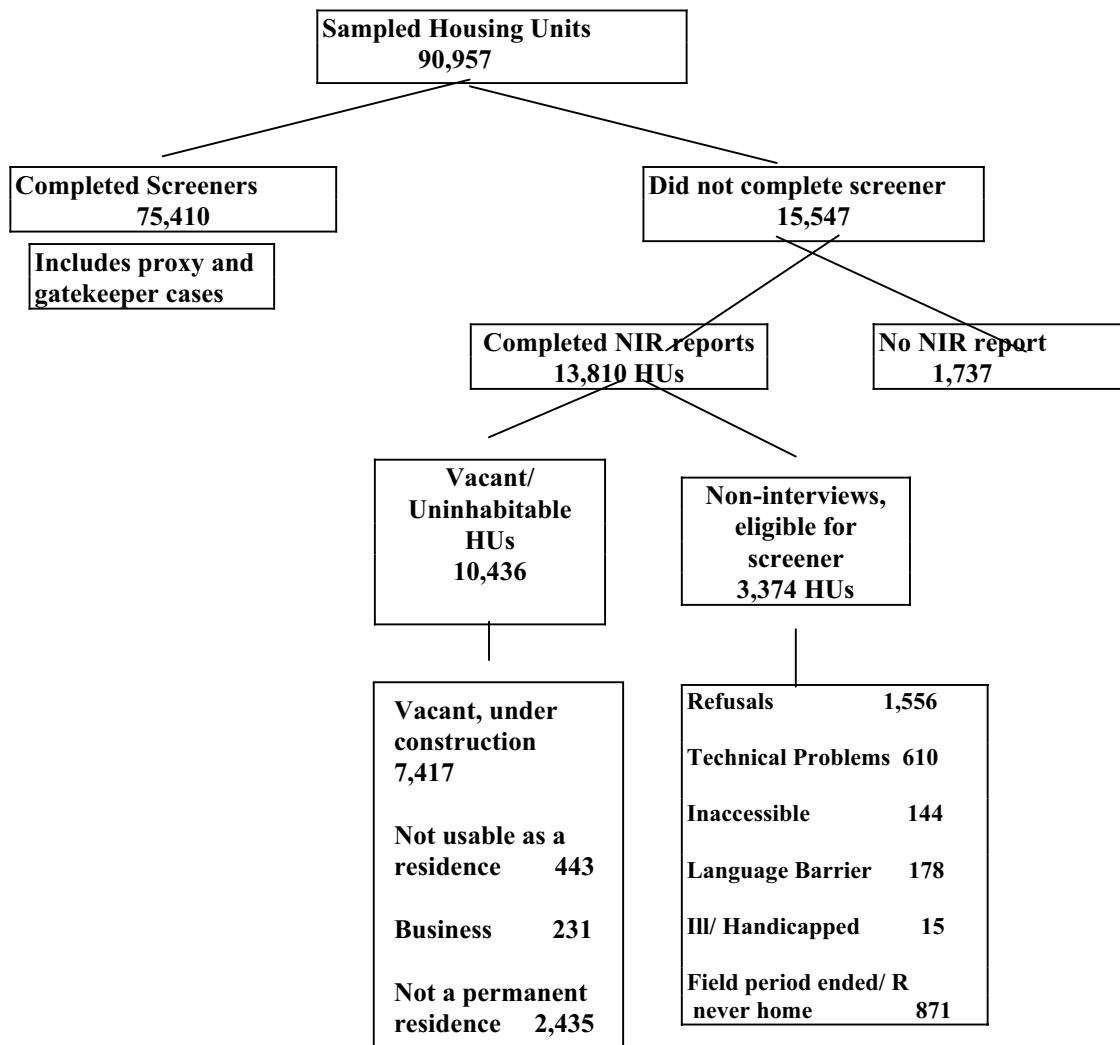 Sampled Housing Units
90,957
Completed Screeners
75,410
Includes proxy and
gatekeeper cases
Did not complete screener
15,547
Completed NIR reports
13,810 HUs
No NIR report
1,737
Vacant/
Uninhabitable
HUs
10,436
Non-interviews,
eligible for
screener
3,374 HUs
Vacant, under
construction
7,417
Not usable as a
residence 443
Business 231
Not a permanent
residence 2,435
Refusals 1,556
Technical Problems 610
Inaccessible 144
Language Barrier 178
Ill/ Handicapped 15
Field period ended/ R
never home 871